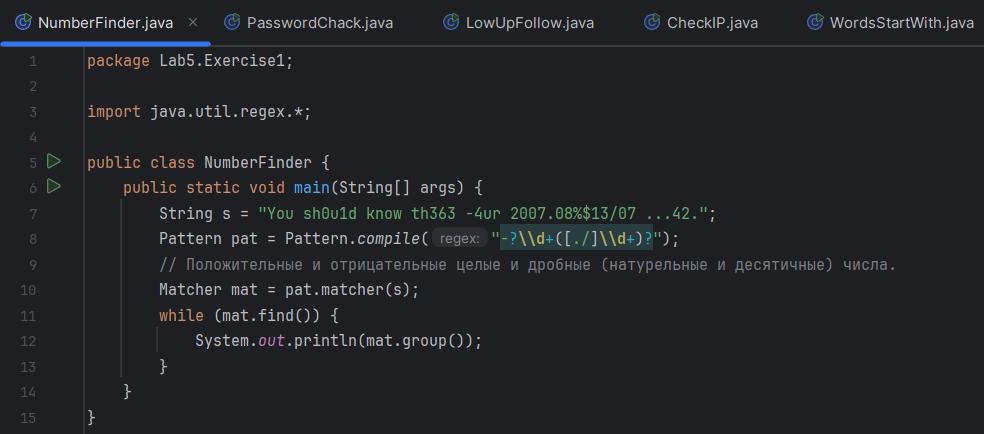 NumberFinder.java × PasswordChack.java LowUpFollow.java CheckIP.java WordsStartWith.java
1 package Lab5.Exercise1;
2
3 import java.util.regex.*;
4
5 public class NumberFinder {
6 public static void main(String[] args) {
7 String s = "You sh0u1d know th363 -4ur 2007.08%$13/07 ...42.";
8 Pattern pat = Pattern.compile( regex: "-?\\d+([./]\\d+)?");
9 // Положительные и отрицательные целые и дробные (натурельные и десятичные) числа.
10 Matcher mat = pat.matcher(s);
11 while (mat.find()) {
12 System.out.println(mat.group());
13 }
14 }
15 }